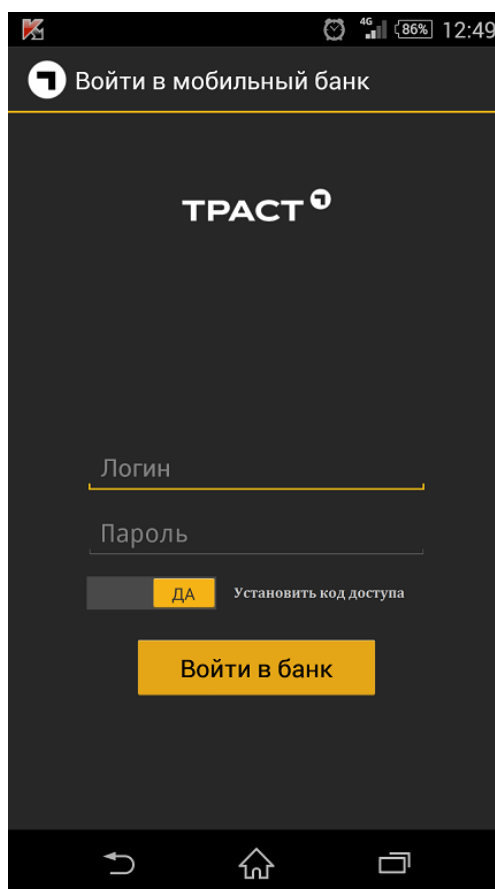 4G 86% 12:49
Войти в мобильный банк
ТРАСТ
Логин
Пароль
ДА Установить код доступа
Войти в банк